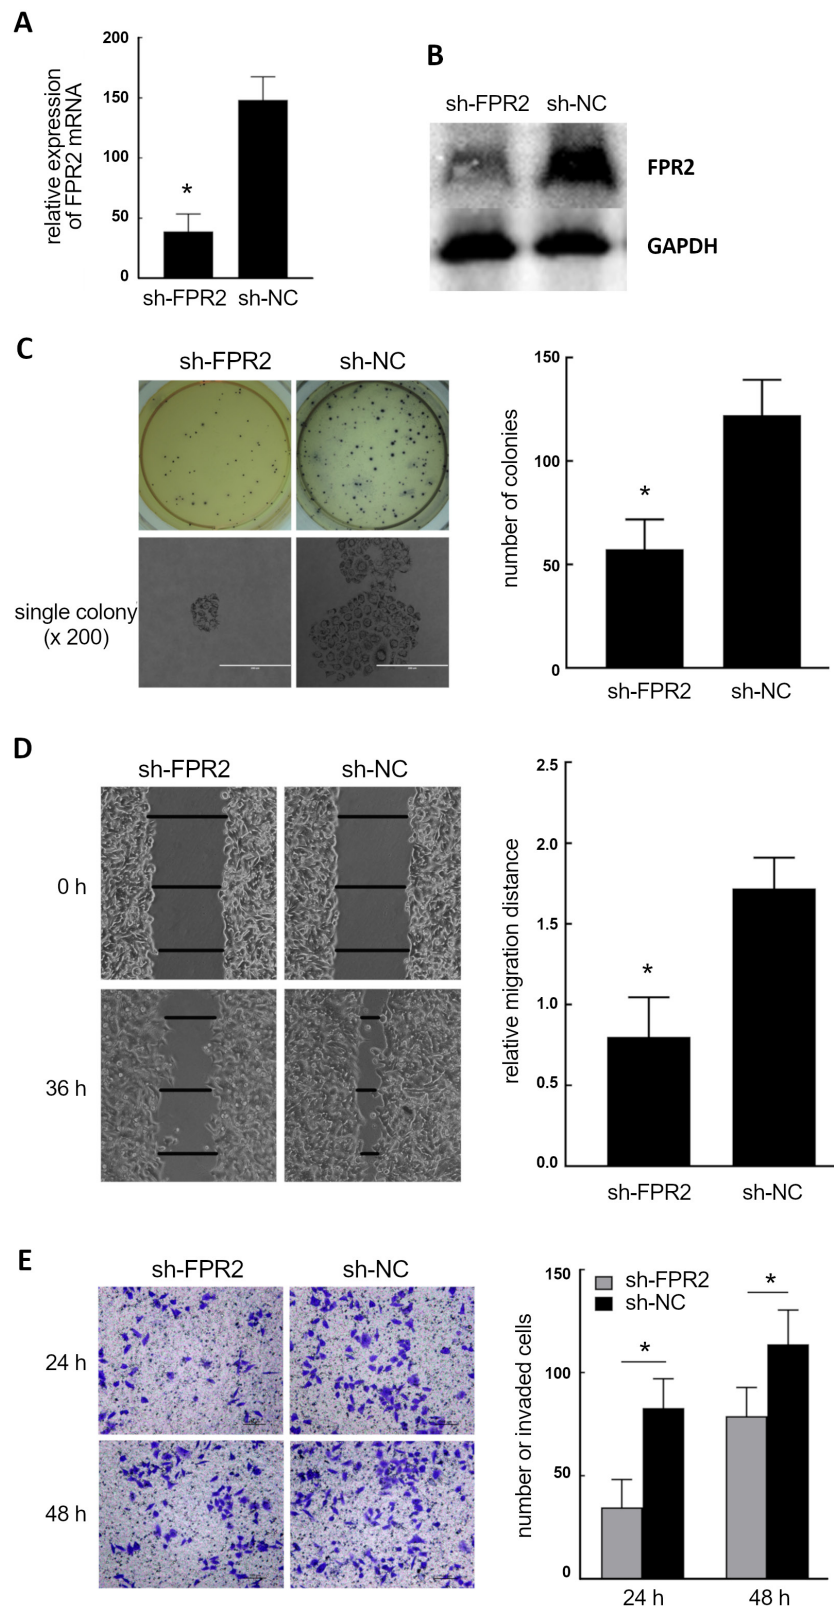 A
200
150
100
50
0
relative expression
of FPR2 mRNA
*
sh-FPR2 sh-NC
B
sh-FPR2 sh-NC
FPR2
GAPDH
C
sh-FPR2 sh-NC
single colony
(x 200)
150
100
50
0
number of colonies
*
sh-FPR2 sh-NC
D
sh-FPR2 sh-NC
0 h
36 h
2.5
2.0
1.5
1.0
0.5
0.0
relative migration distance
*
sh-FPR2 sh-NC
E
sh-FPR2 sh-NC
24 h
48 h
150
100
50
0
number or invaded cells
sh-FPR2
sh-NC
*
*
24 h 48 h